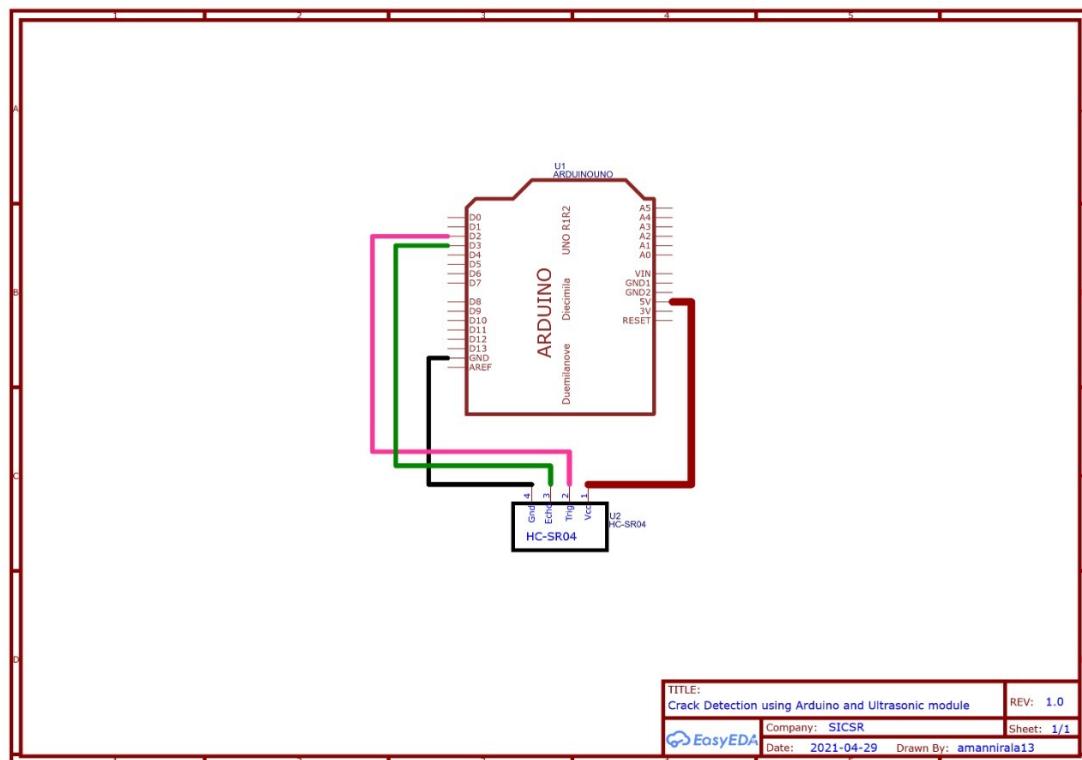 1 2 3 4 5
A
B
C
D
U1
ARDUINOUNO
D0
D1
D2
D3
D4
D5
D6
D7
D8
D9
D10
D11
D12
D13
GND
AREF
ARDUINO
UNO R1R2
Diecimila
Duemilanove
A5
A4
A3
A2
A1
A0
VIN
GND1
GND2
5V
3V
RESET
4 3 2 1
Gnd Echo Trig Vcc
HC-SR04
U2
HC-SR04
TITLE:
Crack Detection using Arduino and Ultrasonic module
REV: 1.0
EasyEDA
Company: SICSR
Sheet: 1/1
Date: 2021-04-29 Drawn By: amannirala13